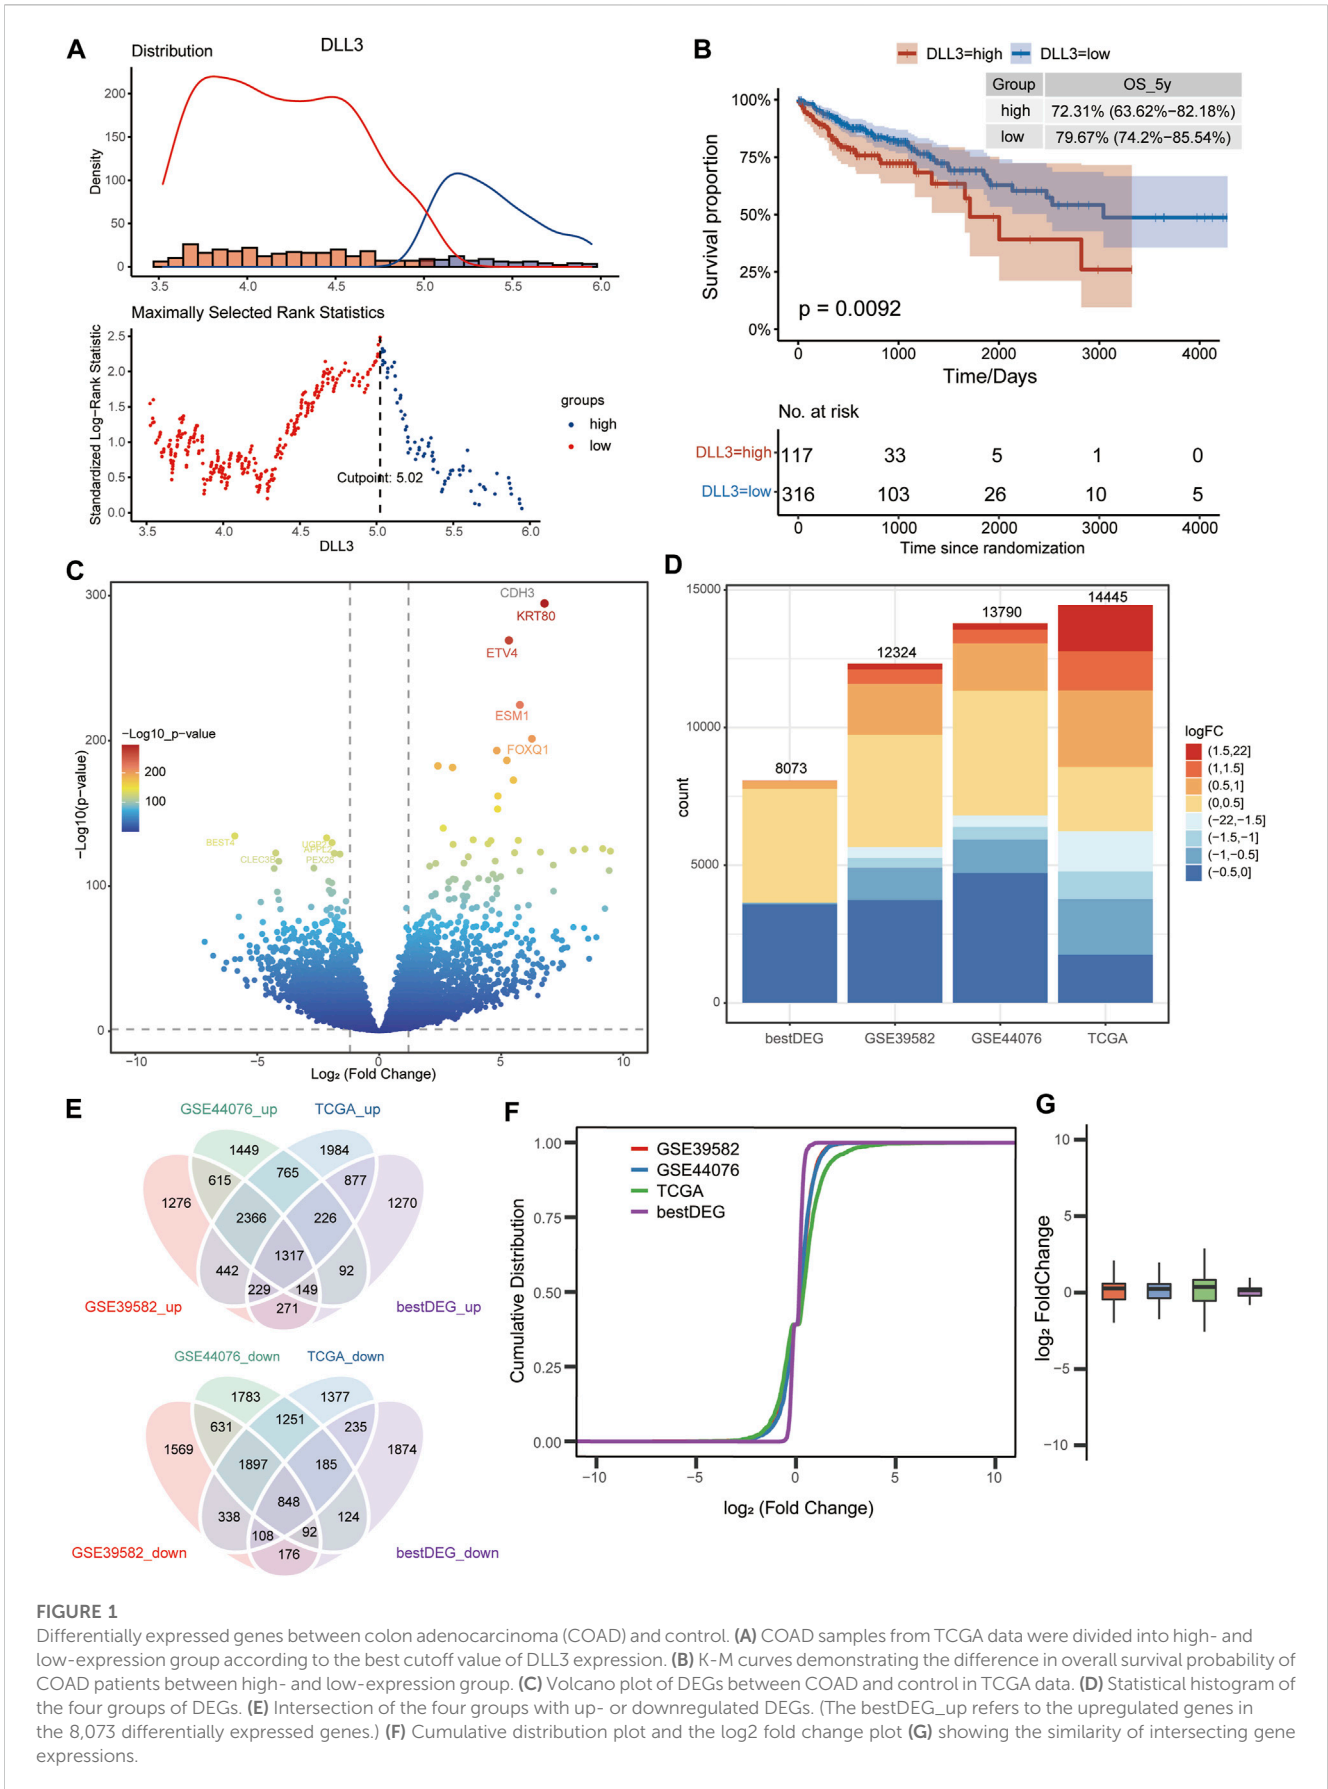 A
Distribution
DLL3
Density
200
150
100
50
0
3.5 4.0 4.5 5.0 5.5 6.0
Maximally Selected Rank Statistics
Standardized Log−Rank Statistic
2.5
2.0
1.5
1.0
0.5
0.0
Cutpoint: 5.02
3.5 4.0 4.5 5.0 5.5 6.0
DLL3
groups
high
low
B
DLL3=high DLL3=low
Group OS_5y
high 72.31% (63.62%−82.18%)
low 79.67% (74.2%−85.54%)
Survival proportion
100%
75%
50%
25%
0%
p = 0.0092
0 1000 2000 3000 4000
Time/Days
No. at risk
DLL3=high 117 33 5 1 0
DLL3=low 316 103 26 10 5
0 1000 2000 3000 4000
Time since randomization
C
−Log10(p−value)
300
200
100
0
CDH3
KRT80
ETV4
ESM1
FOXQ1
−Log10_p−value
200
100
BEST4
CLEC3B
APPL2
PEX26
−10 −5 0 5 10
Log₂ (Fold Change)
D
count
15000
10000
5000
0
8073
12324
13790
14445
bestDEG GSE39582 GSE44076 TCGA
logFC
(1.5,22]
(1,1.5]
(0.5,1]
(0,0.5]
(−22,−1.5]
(−1.5,−1]
(−1,−0.5]
(−0.5,0]
E
GSE44076_up TCGA_up
1449 1984
615 765 877
1276 1270
2366 226
1317
442 92
229 149
271
GSE39582_up bestDEG_up
GSE44076_down TCGA_down
1783 1377
631 1251 235
1569 1874
1897 185
848
338 124
108 92
176
GSE39582_down bestDEG_down
F
Cumulative Distribution
1.00
0.75
0.50
0.25
0.00
GSE39582
GSE44076
TCGA
bestDEG
−10 −5 0 5 10
log₂ (Fold Change)
G
log₂ FoldChange
10
5
0
−5
−10
FIGURE 1
Differentially expressed genes between colon adenocarcinoma (COAD) and control. (A) COAD samples from TCGA data were divided into high- and
low-expression group according to the best cutoff value of DLL3 expression. (B) K-M curves demonstrating the difference in overall survival probability of
COAD patients between high- and low-expression group. (C) Volcano plot of DEGs between COAD and control in TCGA data. (D) Statistical histogram of
the four groups of DEGs. (E) Intersection of the four groups with up- or downregulated DEGs. (The bestDEG_up refers to the upregulated genes in
the 8,073 differentially expressed genes.) (F) Cumulative distribution plot and the log2 fold change plot (G) showing the similarity of intersecting gene
expressions.